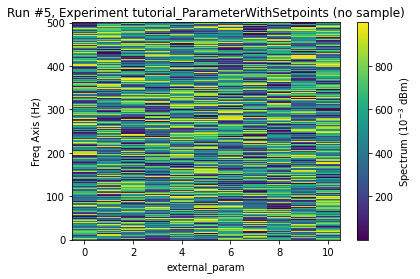 Run #5, Experiment tutorial_ParameterWithSetpoints (no sample)
500
400
300
200
100
0
Freq Axis (Hz)
0 2 4 6 8 10
external_param
800
600
400
200
Spectrum (10⁻³ dBm)